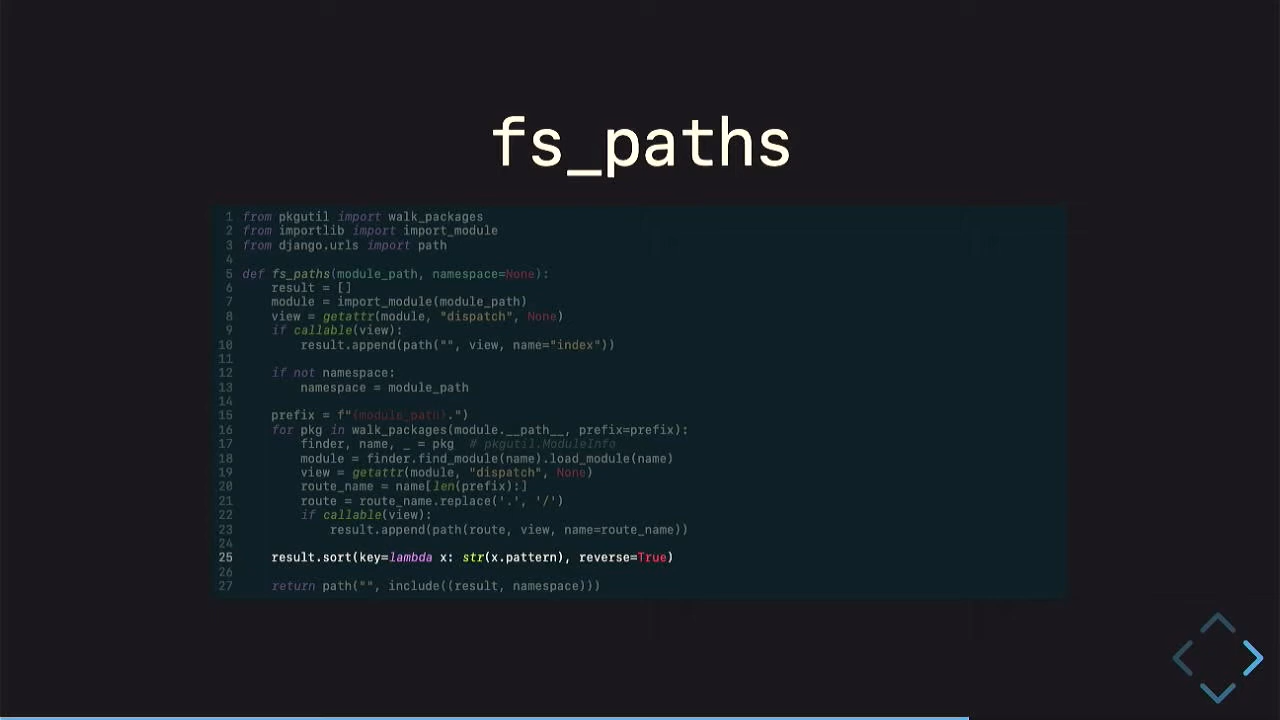 fs_paths
1 from pkgutil import walk_packages
2 from importlib import import_module
3 from django.urls import path
4
5 def fs_paths(module_path, namespace=None):
6     result = []
7     module = import_module(module_path)
8     view = getattr(module, "dispatch", None)
9     if callable(view):
10         result.append(path("", view, name="index"))
11
12     if not namespace:
13         namespace = module_path
14
15     prefix = f"{module_path}.")
16     for pkg in walk_packages(module.__path__, prefix=prefix):
17         finder, name, _ = pkg  # pkgutil.ModuleInfo
18         module = finder.find_module(name).load_module(name)
19         view = getattr(module, "dispatch", None)
20         route_name = name[len(prefix):]
21         route = route_name.replace('.', '/')
22         if callable(view):
23             result.append(path(route, view, name=route_name))
24
25     result.sort(key=lambda x: str(x.pattern), reverse=True)
26
27     return path("", include((result, namespace)))